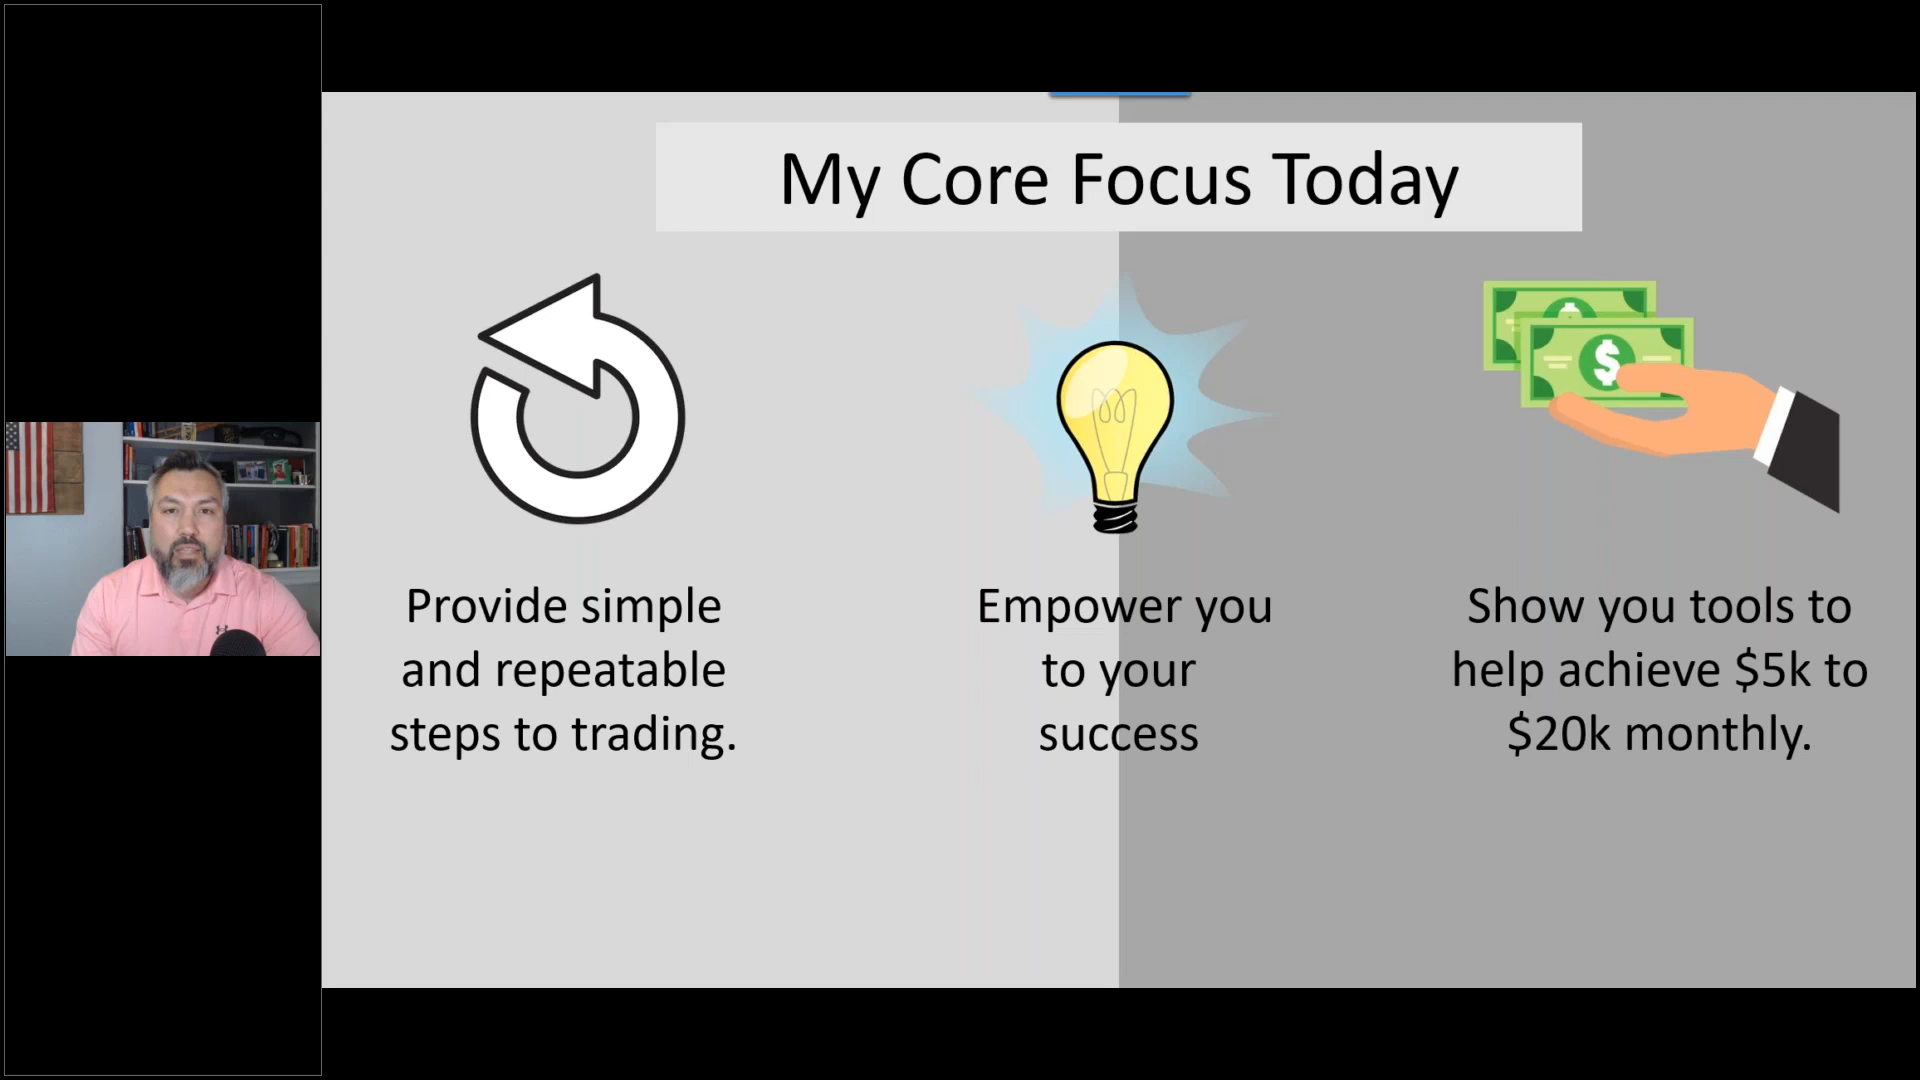 My Core Focus Today
Provide simple
and repeatable
steps to trading.
Empower you
to your
success
Show you tools to
help achieve $5k to
$20k monthly.